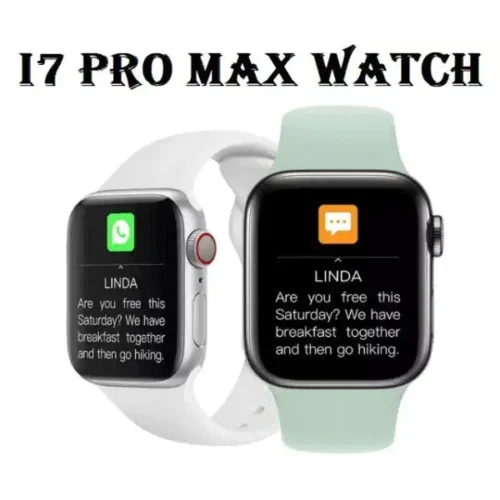 I7 PRO MAX WATCH
LINDA
Are you free this
Saturday? We have
breakfast together
and then go hiking.
LINDA
Are you free this
Saturday? We have
breakfast together
and then go hiking.